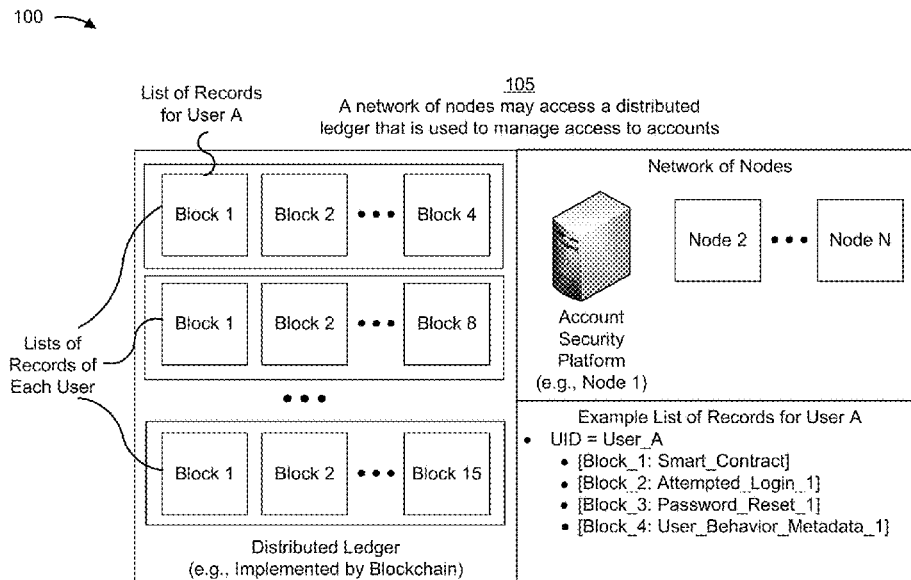 100
105
A network of nodes may access a distributed
ledger that is used to manage access to accounts
List of Records
for User A
Block 1
Block 2
Block 4
Block 1
Block 2
Block 8
Lists of
Records of
Each User
Block 1
Block 2
Block 15
Distributed Ledger
(e.g., Implemented by Blockchain)
Network of Nodes
Node 2
Node N
Account
Security
Platform
(e.g., Node 1)
Example List of Records for User A
• UID = User_A
• [Block_1: Smart_Contract]
• [Block_2: Attempted_Login_1]
• [Block_3: Password_Reset_1]
• [Block_4: User_Behavior_Metadata_1]